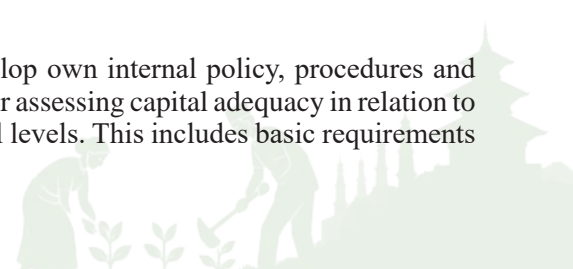 lop own internal policy, procedures and
r assessing capital adequacy in relation to
l levels. This includes basic requirements